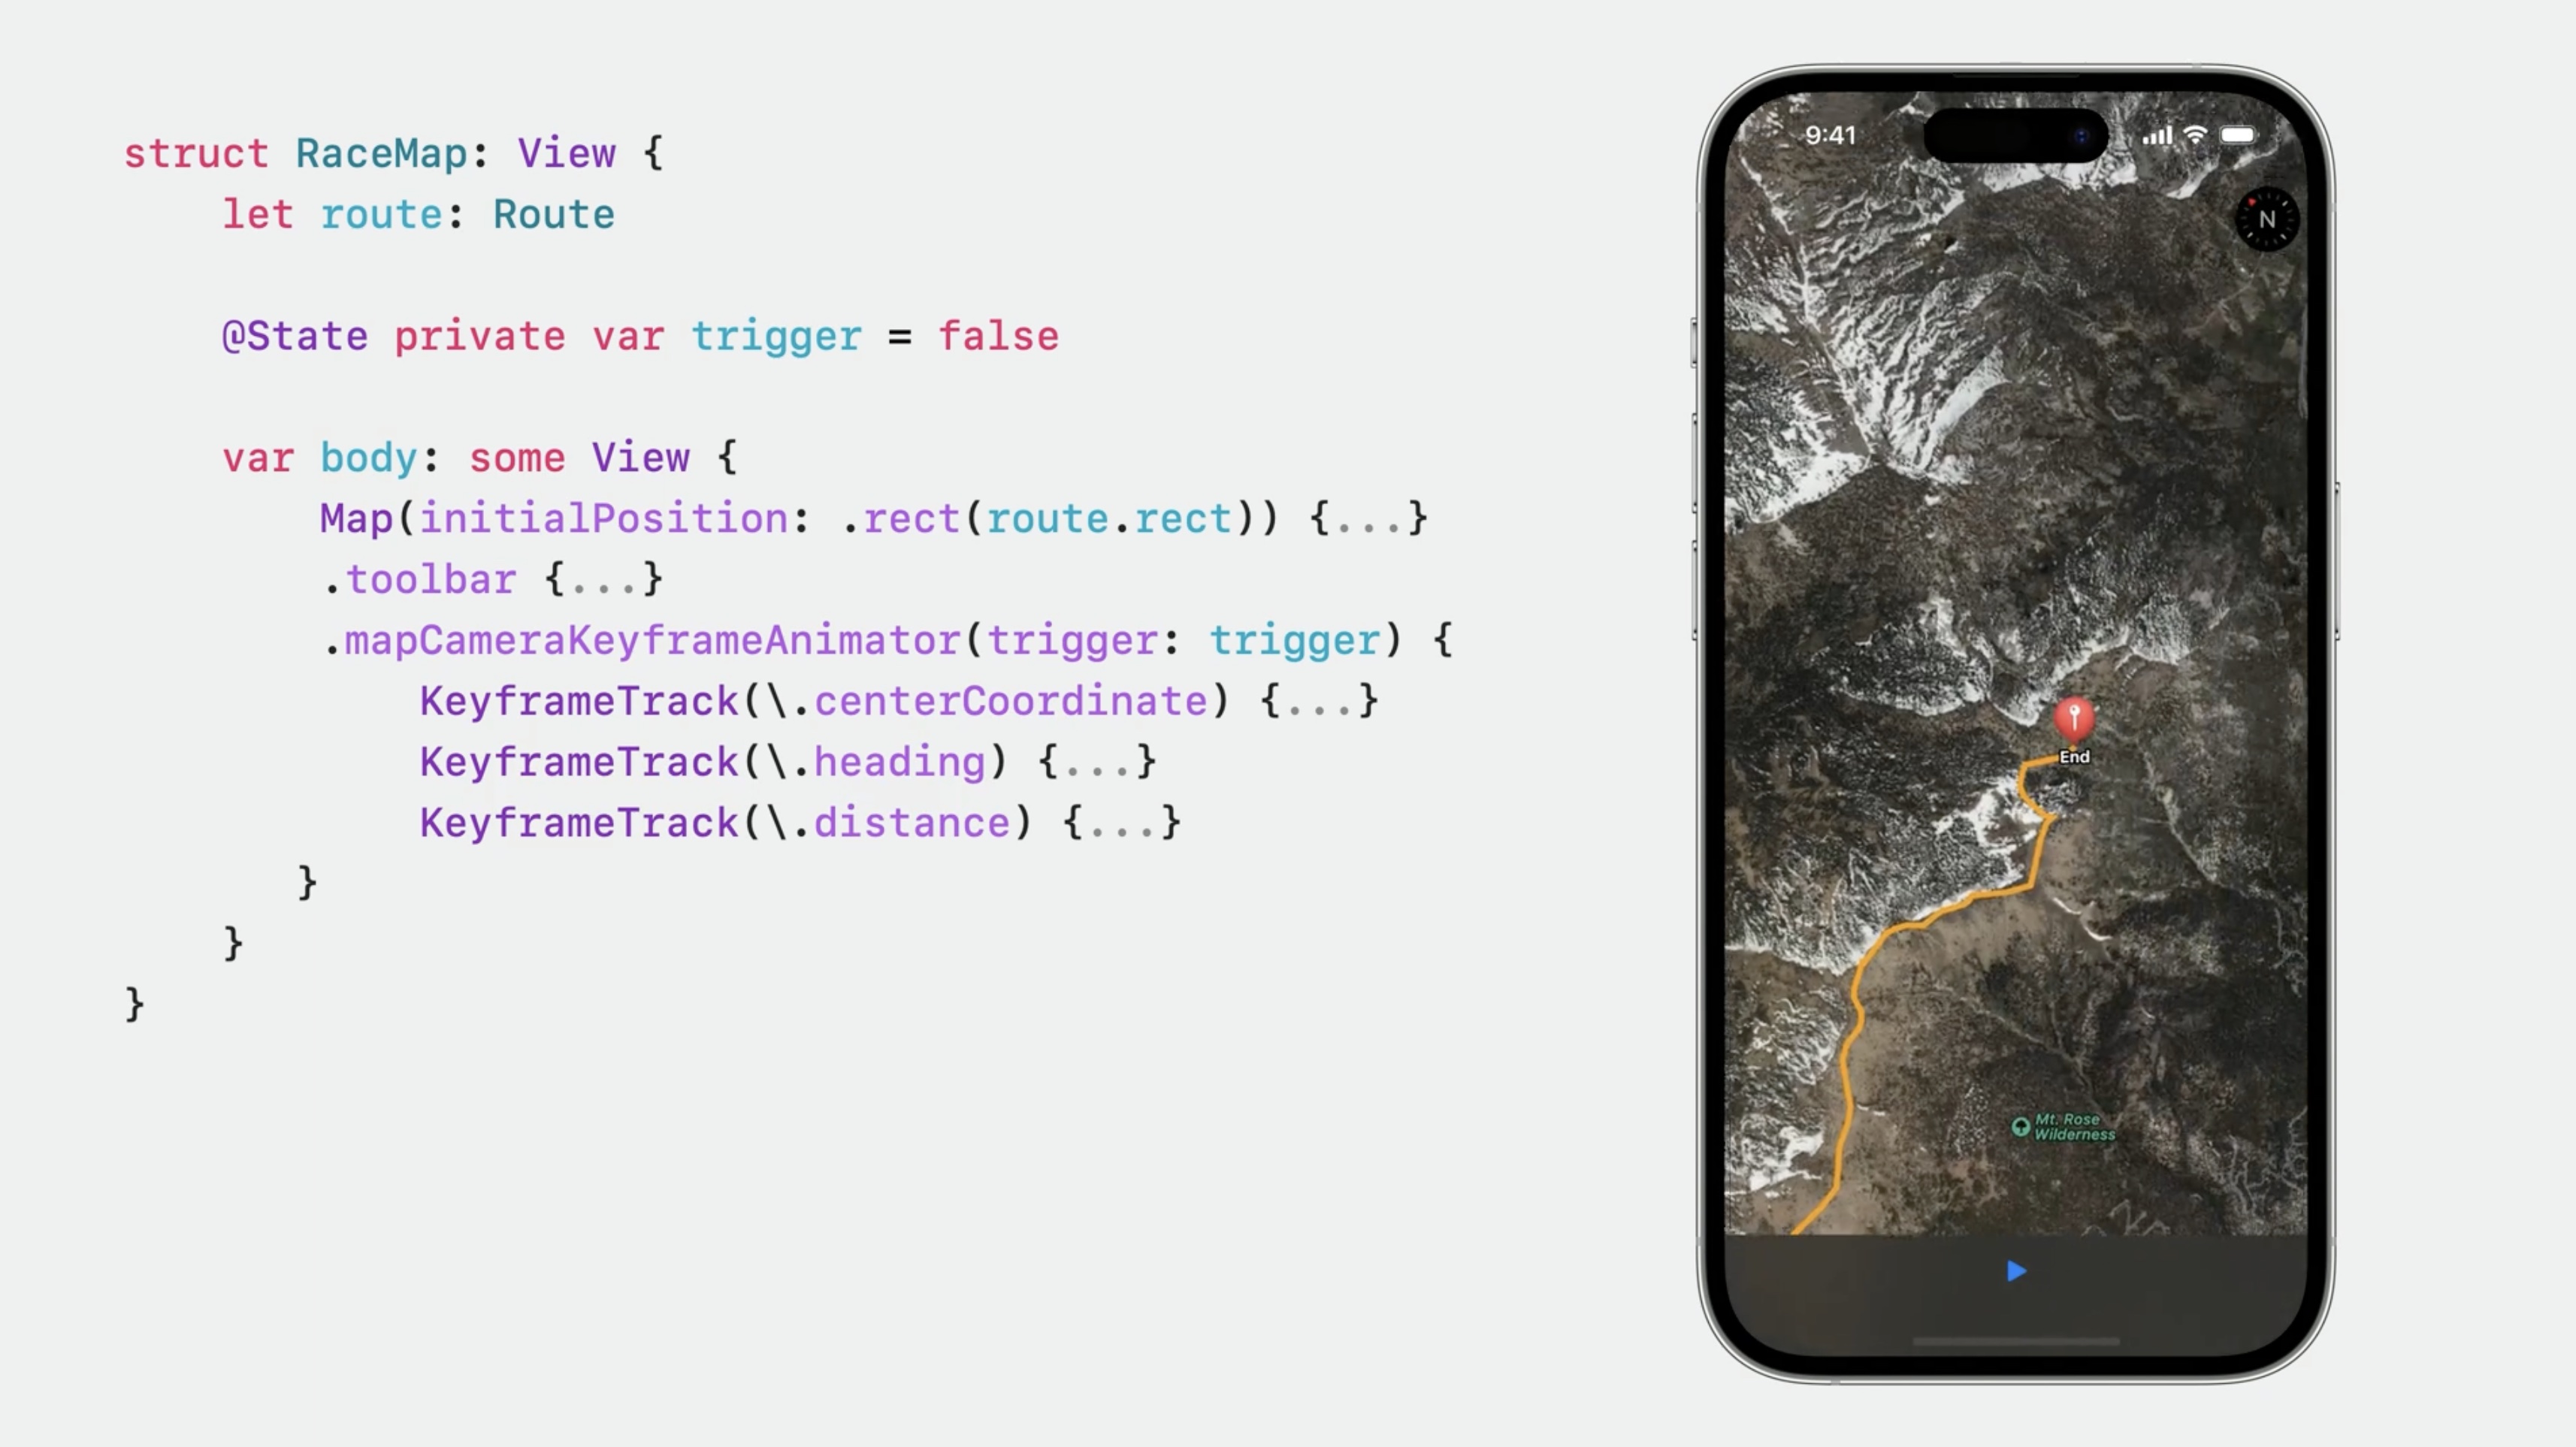 struct RaceMap: View {
let route: Route
@State private var trigger = false
var body: some View {
Map(initialPosition: .rect(route.rect)) {...}
.toolbar {...}
.mapCameraKeyframeAnimator(trigger: trigger) {
KeyframeTrack(\.centerCoordinate) {...}
KeyframeTrack(\.heading) {...}
KeyframeTrack(\.distance) {...}
}
}
}
9:41
N
End
Mt. Rose
Wilderness